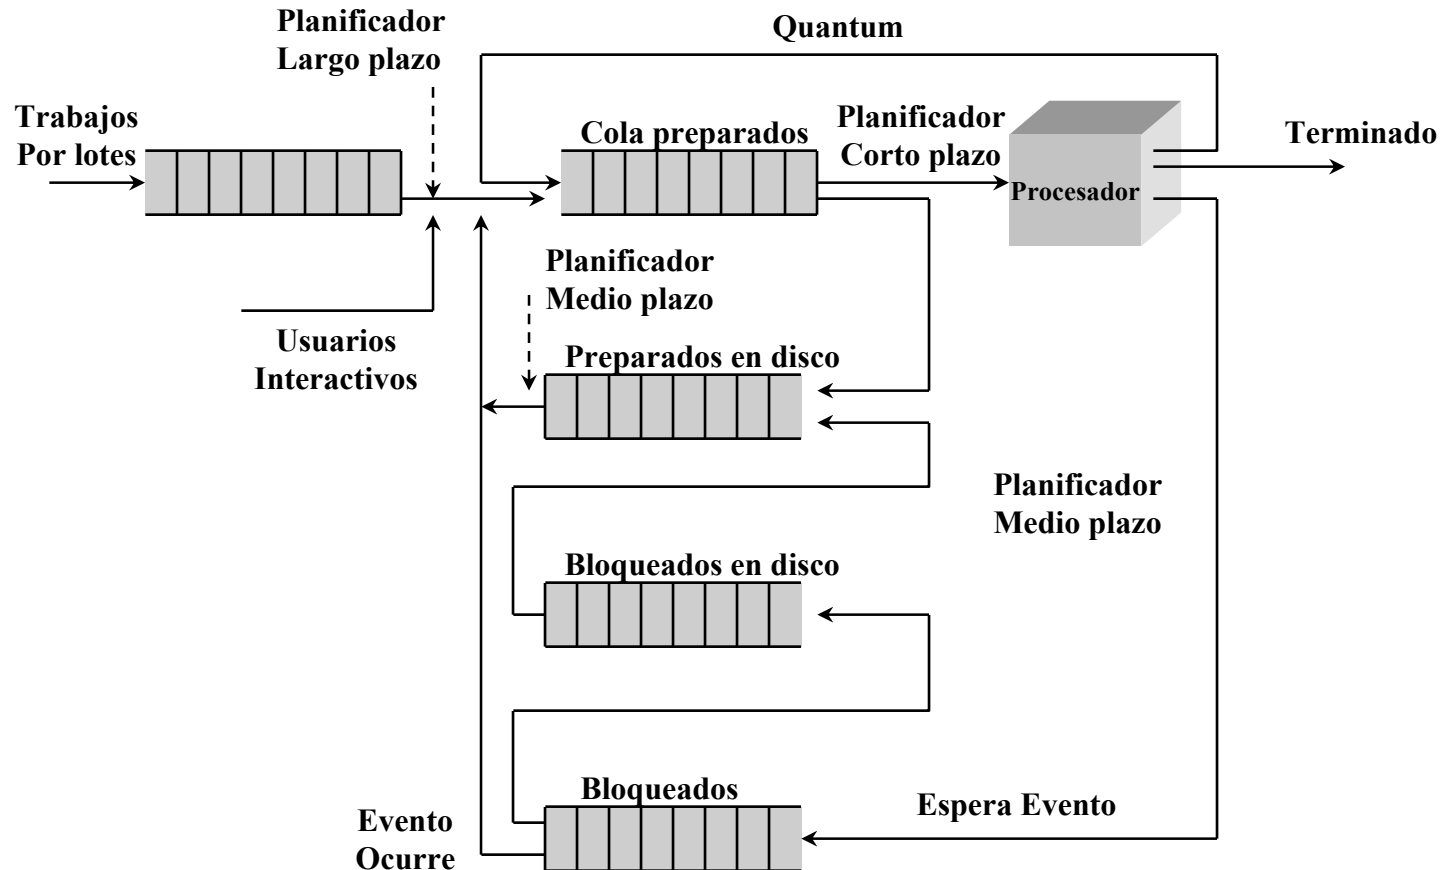 Planificador
Largo plazo
Quantum
Trabajos
Por lotes
Cola preparados
Planificador
Corto plazo
Procesador
Terminado
Usuarios
Interactivos
Planificador
Medio plazo
Preparados en disco
Planificador
Medio plazo
Bloqueados en disco
Bloqueados
Espera Evento
Evento
Ocurre